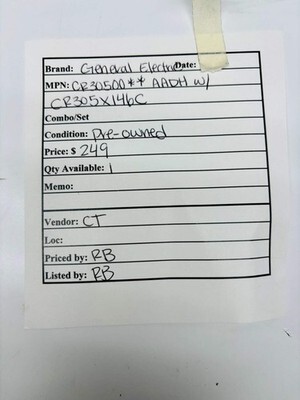 Brand: General Electric Date:
MPN: CR30500** AADH w/
CR305X146C
Combo/Set
Condition: Pre-owned
Price: $ 249
Qty Available: 1
Memo:
Vendor: CT
Loc:
Priced by: RB
Listed by: RB